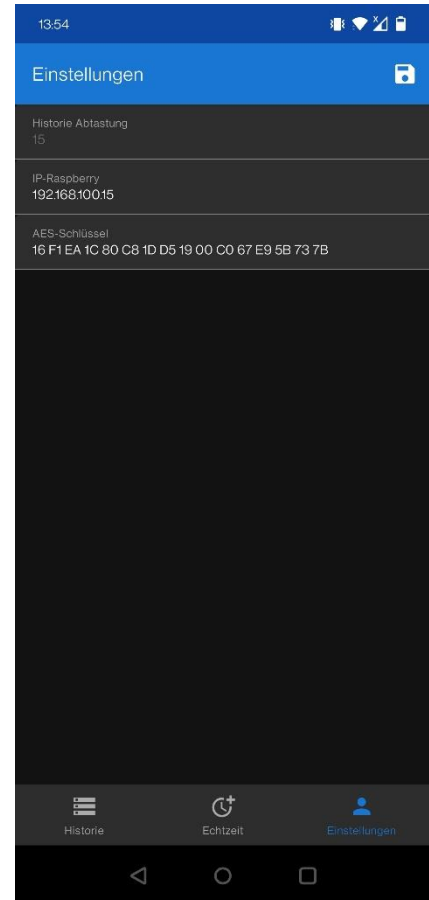 13:54
Einstellungen
Historie Abtastung
15
IP-Raspberry
192.168.100.15
AES-Schlüssel
16 F1 EA 1C 80 C8 1D D5 19 00 C0 67 E9 5B 73 7B
Historie Echtzeit Einstellungen